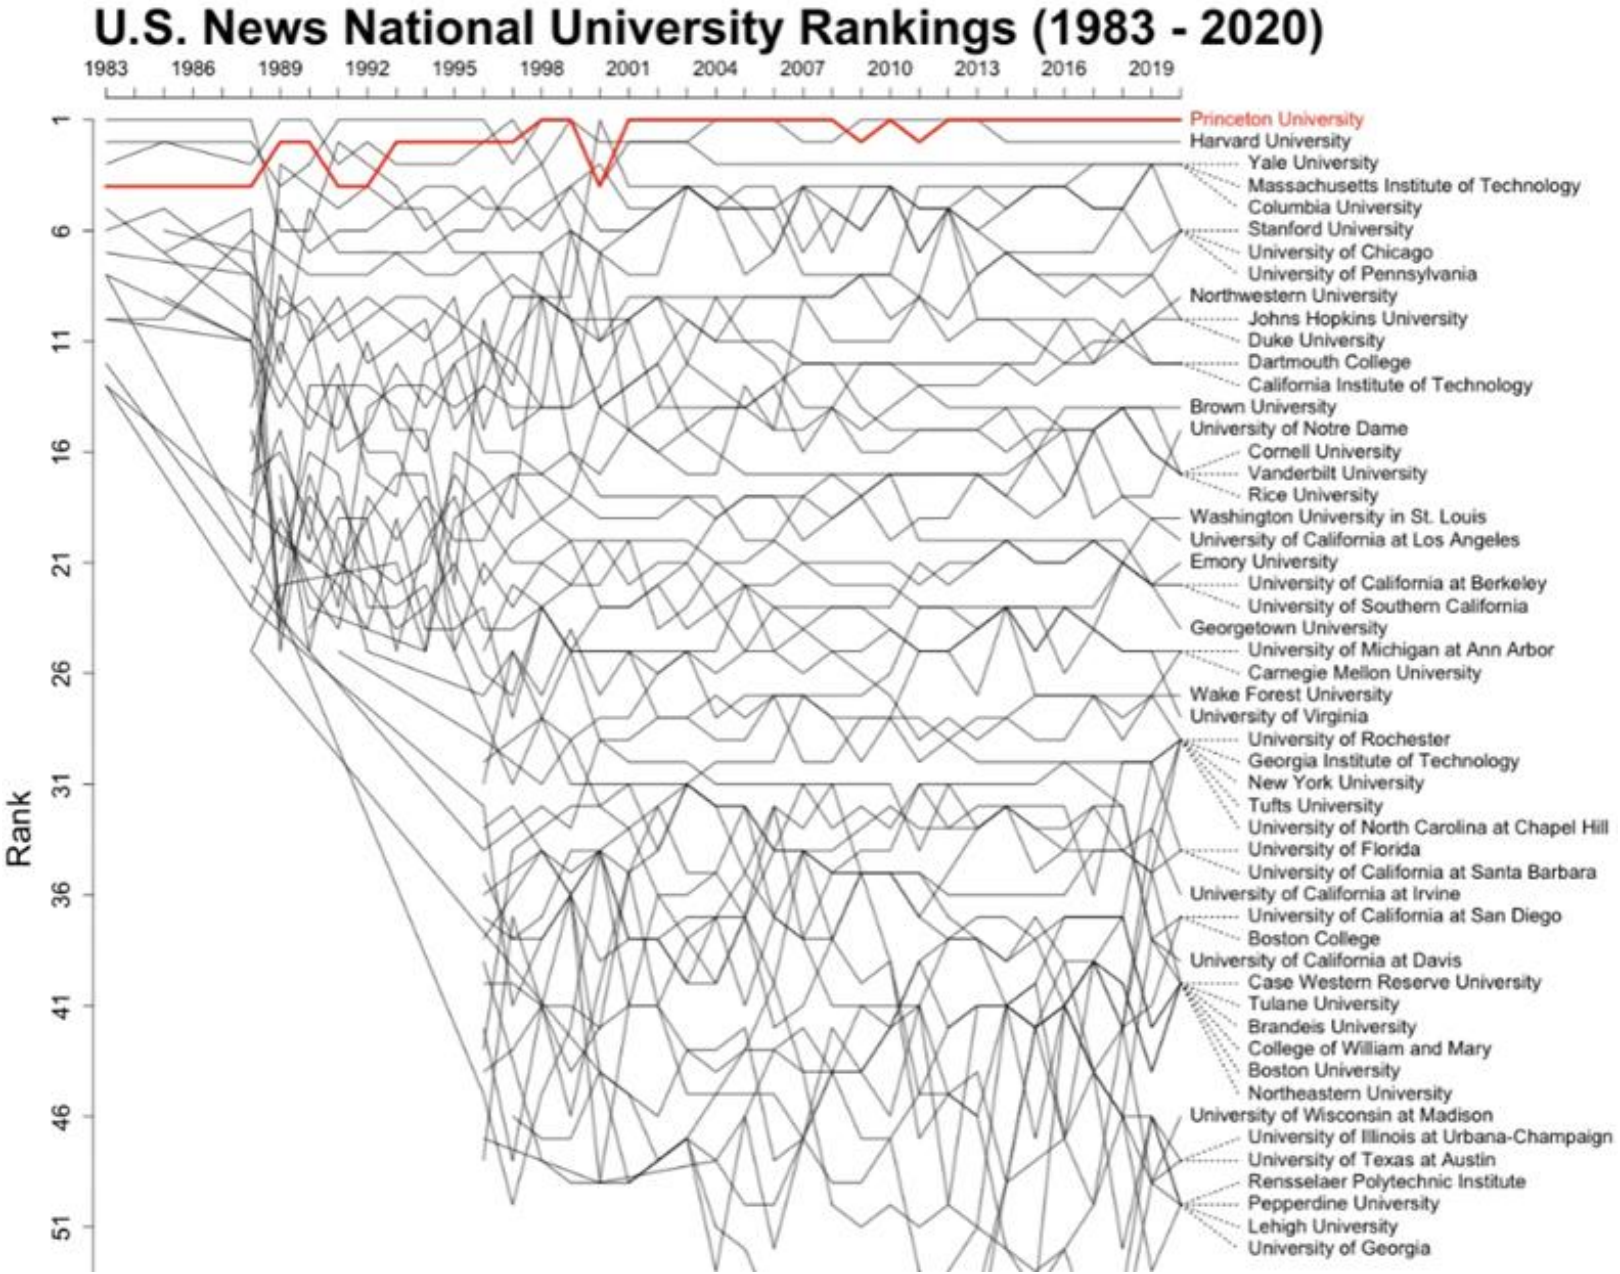 U.S. News National University Rankings (1983 - 2020)
1983 1986 1989 1992 1995 1998 2001 2004 2007 2010 2013 2016 2019
Rank
1
6
11
16
21
26
31
36
41
46
51
Princeton University
Harvard University
Yale University
Massachusetts Institute of Technology
Columbia University
Stanford University
University of Chicago
University of Pennsylvania
Northwestern University
Johns Hopkins University
Duke University
Dartmouth College
California Institute of Technology
Brown University
University of Notre Dame
Cornell University
Vanderbilt University
Rice University
Washington University in St. Louis
University of California at Los Angeles
Emory University
University of California at Berkeley
University of Southern California
Georgetown University
University of Michigan at Ann Arbor
Carnegie Mellon University
Wake Forest University
University of Virginia
University of Rochester
Georgia Institute of Technology
New York University
Tufts University
University of North Carolina at Chapel Hill
University of Florida
University of California at Santa Barbara
University of California at Irvine
University of California at San Diego
Boston College
University of California at Davis
Case Western Reserve University
Tulane University
Brandeis University
College of William and Mary
Boston University
Northeastern University
University of Wisconsin at Madison
University of Illinois at Urbana-Champaign
University of Texas at Austin
Rensselaer Polytechnic Institute
Pepperdine University
Lehigh University
University of Georgia